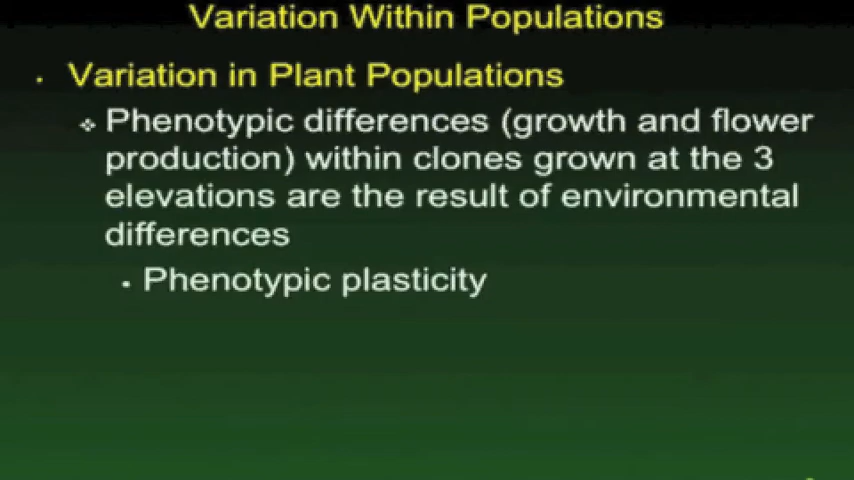 Variation Within Populations
• Variation in Plant Populations
❖ Phenotypic differences (growth and flower
production) within clones grown at the 3
elevations are the result of environmental
differences
• Phenotypic plasticity